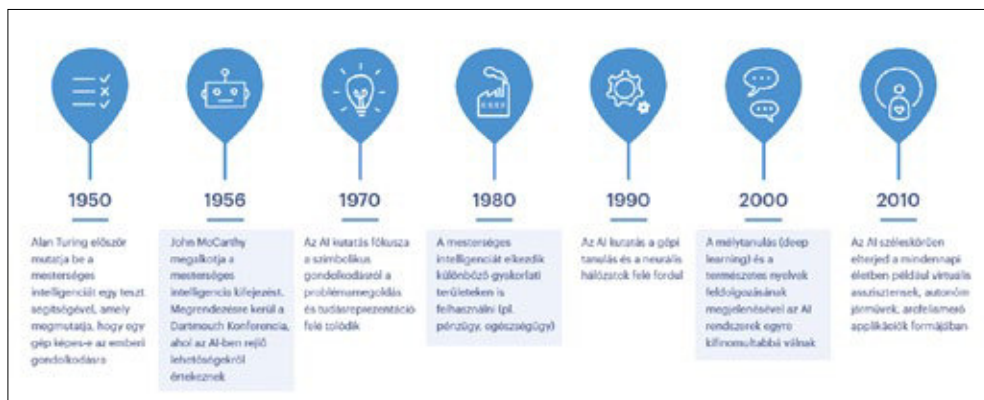 1950
Alan Turing először
mutatja be a
mesterséges
intelligenciát egy teszt
segítségével, amely
megmutatja, hogy egy
gép képes-e az emberi
gondolkodásra
1956
John McCarthy
megalkotja a
mesterséges
intelligencia kifejezést.
Megrendezésre kerül a
Dartmouth Konferencia,
ahol az AI-ben rejlő
lehetőségekről
értekeznek
1970
Az AI kutatás fókusza
a szimbolikus
gondolkodásról a
problémamegoldás
és tudásreprezentáció
felé tolódik
1980
A mesterséges
intelligenciát elkezdik
különböző gyakorlati
területeken is
felhasználni (pl.
pénzügy, egészségügy)
1990
Az AI kutatás a gépi
tanulás és a neurális
hálózatok felé fordul
2000
A mélytanulás (deep
learning) és a
természetes nyelvek
feldolgozásának
megjelenésével az AI
rendszerek egyre
kifinomultabbá válnak
2010
Az AI széleskörűen
elterjed a mindennapi
életben például virtuális
asszisztensek, autonóm
járművek, arcfelismerő
applikációk formájában